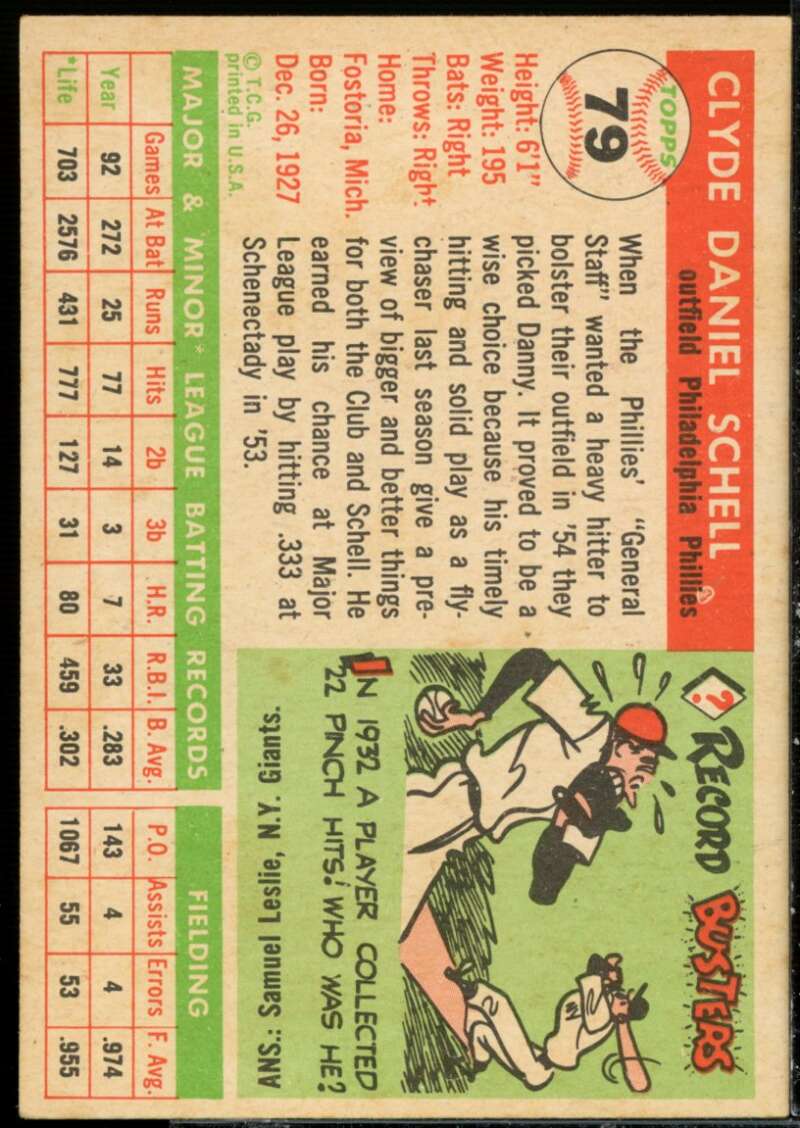 TOPPS
79
CLYDE DANIEL SCHELL
outfield Philadelphia Phillies
Height: 6'1"
Weight: 195
Bats: Right
Throws: Right
Home:
Fostoria, Mich.
Born:
Dec. 26, 1927
© T.C.G.
printed in U.S.A.
When the Phillies' "General
Staff" wanted a heavy hitter to
bolster their outfield in '54 they
picked Danny. It proved to be a
wise choice because his timely
hitting and solid play as a fly-
chaser last season give a pre-
view of bigger and better things
for both the Club and Schell. He
earned his chance at Major
League play by hitting .333 at
Schenectady in '53.
? RECORD BUSTERS
IN 1932 A PLAYER COLLECTED
22 PINCH HITS! WHO WAS HE?
ANS.: Samuel Leslie, N.Y. Giants.
MAJOR & MINOR* LEAGUE BATTING RECORDS FIELDING
Games At Bat Runs Hits 2b 3b H.R. R.B.I. B. Avg. P.O. Assists Errors F. Avg.
Year 92 272 25 77 14 3 7 33 .283 143 4 4 .974
*Life 703 2576 431 777 127 31 80 459 .302 1067 55 53 .955